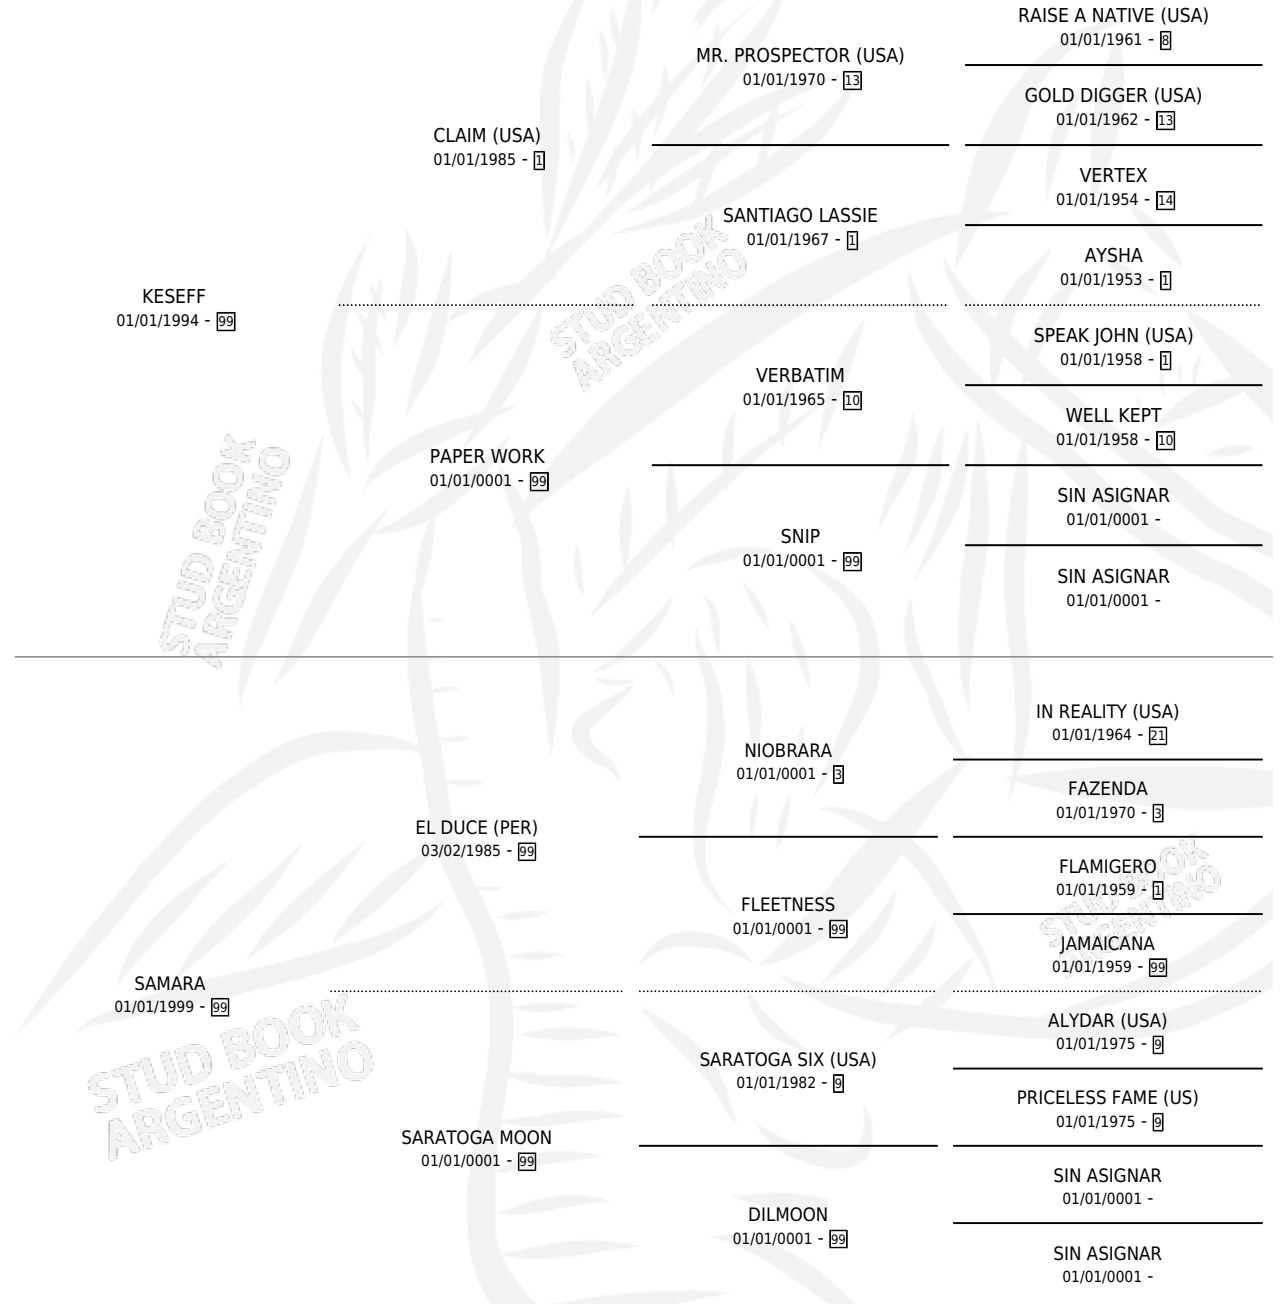 RAISE A NATIVE (USA)
01/01/1961 - 8
MR. PROSPECTOR (USA)
01/01/1970 - 13
GOLD DIGGER (USA)
01/01/1962 - 13
CLAIM (USA)
01/01/1985 - 1
VERTEX
01/01/1954 - 14
SANTIAGO LASSIE
01/01/1967 - 1
AYSHA
01/01/1953 - 1
KESEFF
01/01/1994 - 99
STUD BOOK
ARGENTINO
SPEAK JOHN (USA)
01/01/1958 - 1
VERBATIM
01/01/1965 - 10
WELL KEPT
01/01/1958 - 10
PAPER WORK
01/01/0001 - 99
SIN ASIGNAR
01/01/0001 -
SNIP
01/01/0001 - 99
SIN ASIGNAR
01/01/0001 -
STUD BOOK
ARGENTINO
IN REALITY (USA)
01/01/1964 - 21
NIOBRARA
01/01/0001 - 3
FAZENDA
01/01/1970 - 3
EL DUCE (PER)
03/02/1985 - 99
FLAMIGERO
01/01/1959 - 1
FLEETNESS
01/01/0001 - 99
STUD BOOK
ARGENTINO
JAMAICANA
01/01/1959 - 99
SAMARA
01/01/1999 - 99
ALYDAR (USA)
01/01/1975 - 9
SARATOGA SIX (USA)
01/01/1982 - 9
STUD BOOK
ARGENTINO
PRICELESS FAME (US)
01/01/1975 - 9
SARATOGA MOON
01/01/0001 - 99
SIN ASIGNAR
01/01/0001 -
DILMOON
01/01/0001 - 99
SIN ASIGNAR
01/01/0001 -